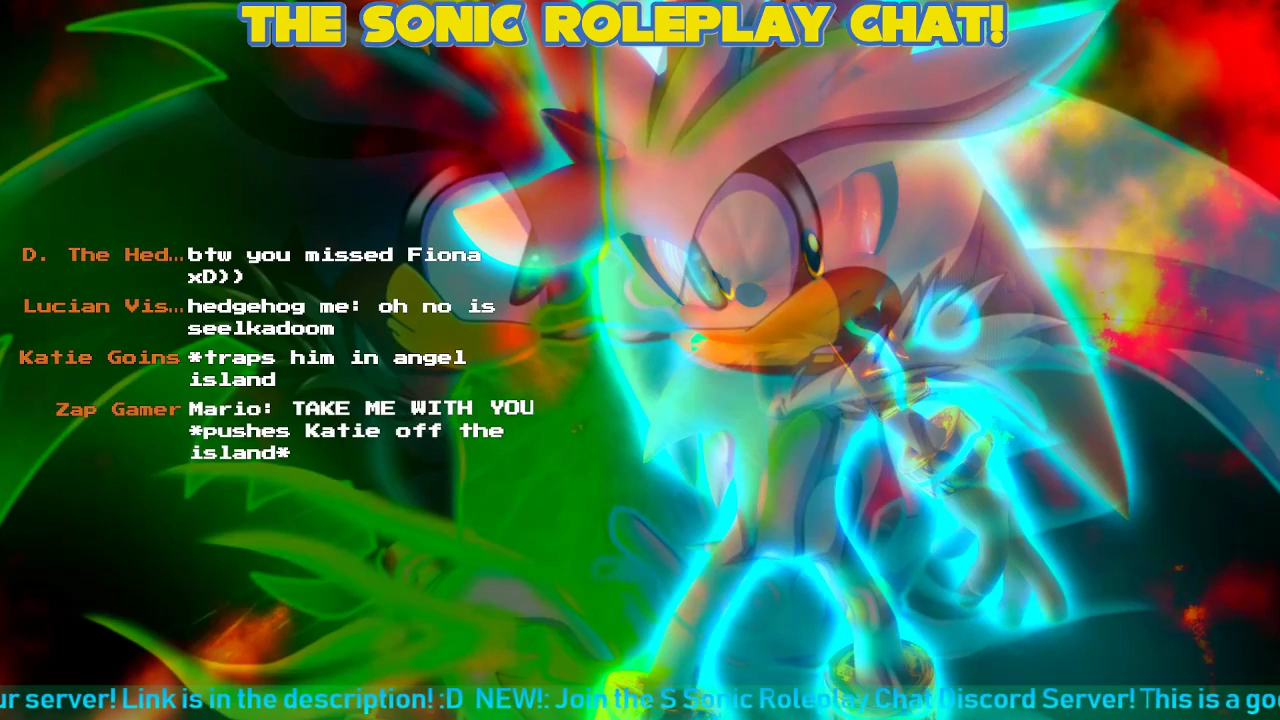 THE SONIC ROLEPLAY CHAT!
D. The Hed… btw you missed Fiona
xD))
Lucian Vis… hedgehog me: oh no is
seelkadoom
Katie Goins *traps him in angel
island
Zap Gamer Mario: TAKE ME WITH YOU
*pushes Katie off the
island*
ur server! Link is in the description! :D NEW!: Join the S Sonic Roleplay Chat Discord Server! This is a go